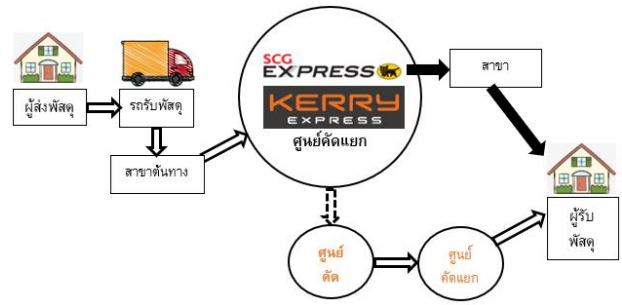 SCG
EXPRESS
KERRY
EXPRESS
ศูนย์คัดแยก
สาขา
ผู้ส่งพัสดุ
รถรับพัสดุ
สาขาต้นทาง
ผู้รับ
พัสดุ
ศูนย์
คัด
ศูนย์
คัดแยก